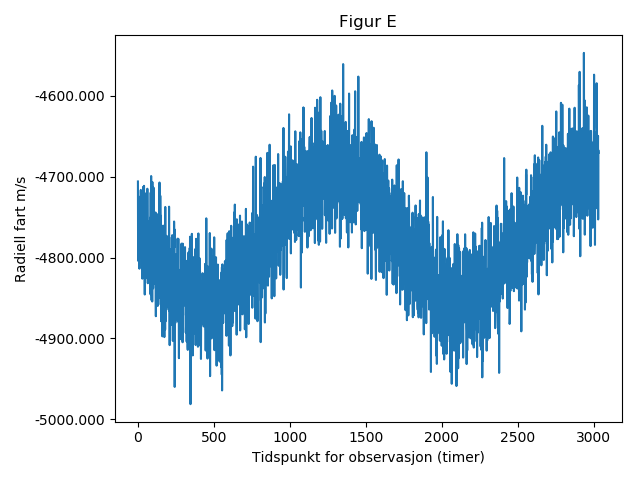 Figur E
Radiell fart m/s
-4600.000
-4700.000
-4800.000
-4900.000
-5000.000
0 500 1000 1500 2000 2500 3000
Tidspunkt for observasjon (timer)